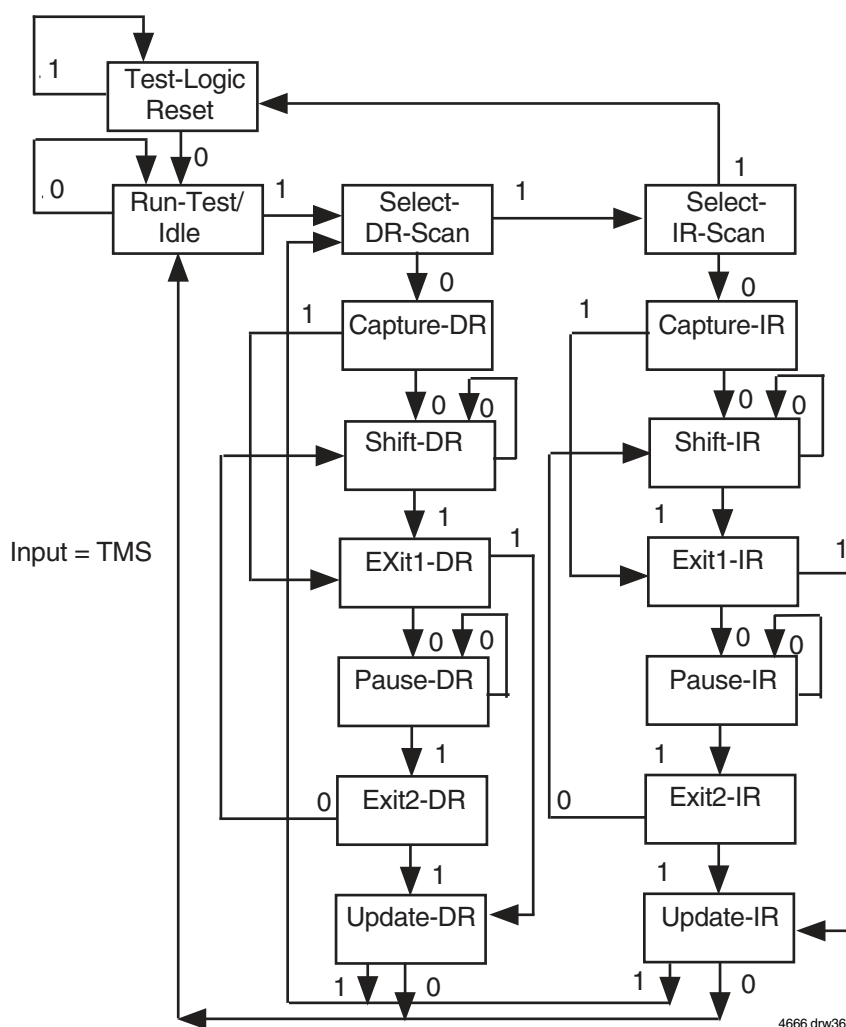 1
Test-Logic
Reset
0
0
Run-Test/
Idle
1
Select-
DR-Scan
1
Select-
IR-Scan
1
0
0
1
Capture-DR
1
Capture-IR
0
0
0
0
Shift-DR
Shift-IR
1
1
Input = TMS
EXit1-DR
1
Exit1-IR
1
0
0
0
0
Pause-DR
Pause-IR
1
1
0
Exit2-DR
0
Exit2-IR
1
1
Update-DR
Update-IR
1
0
1
0
4666 drw36